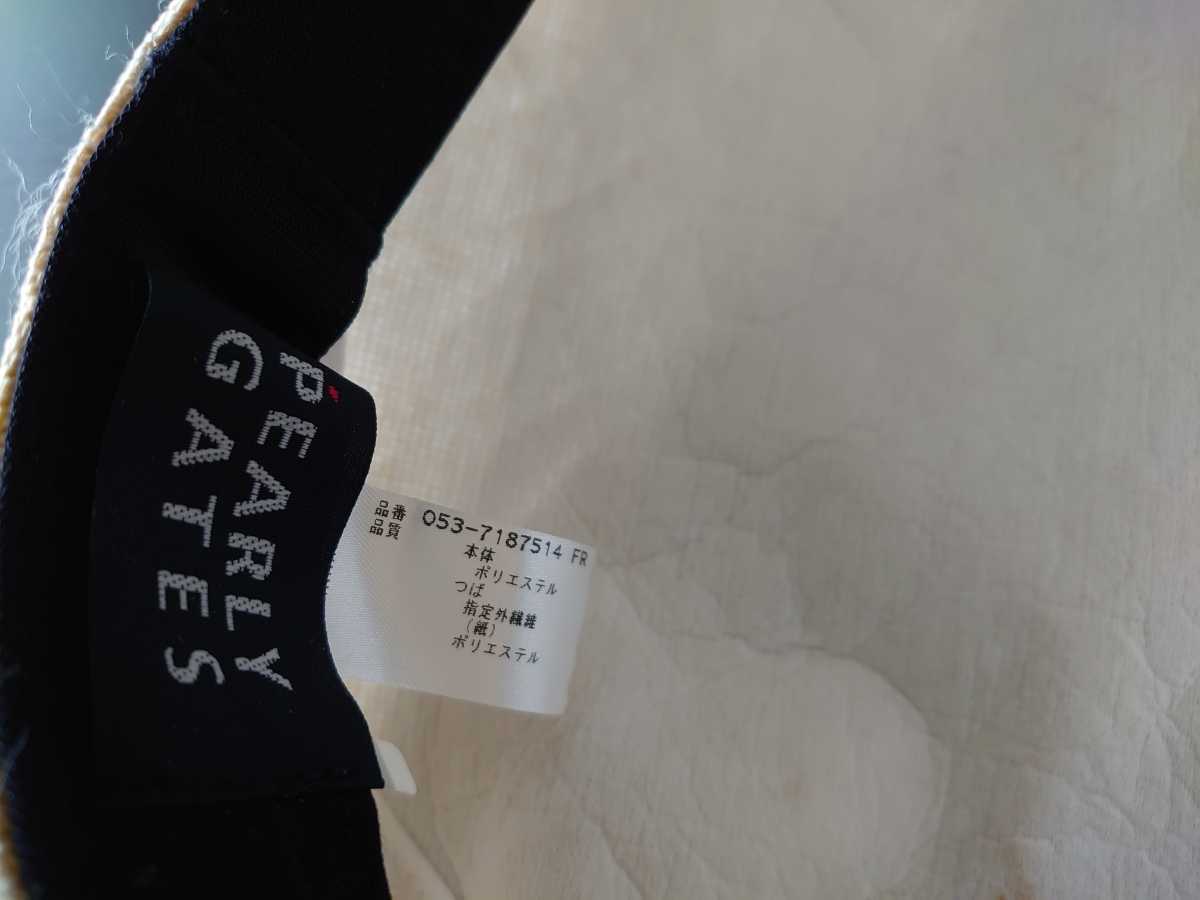 PEARLY
GATES
品番 053-7187514 FR
品質
本体
ポリエステル
つば
指定外繊維
(紙)
ポリエステル